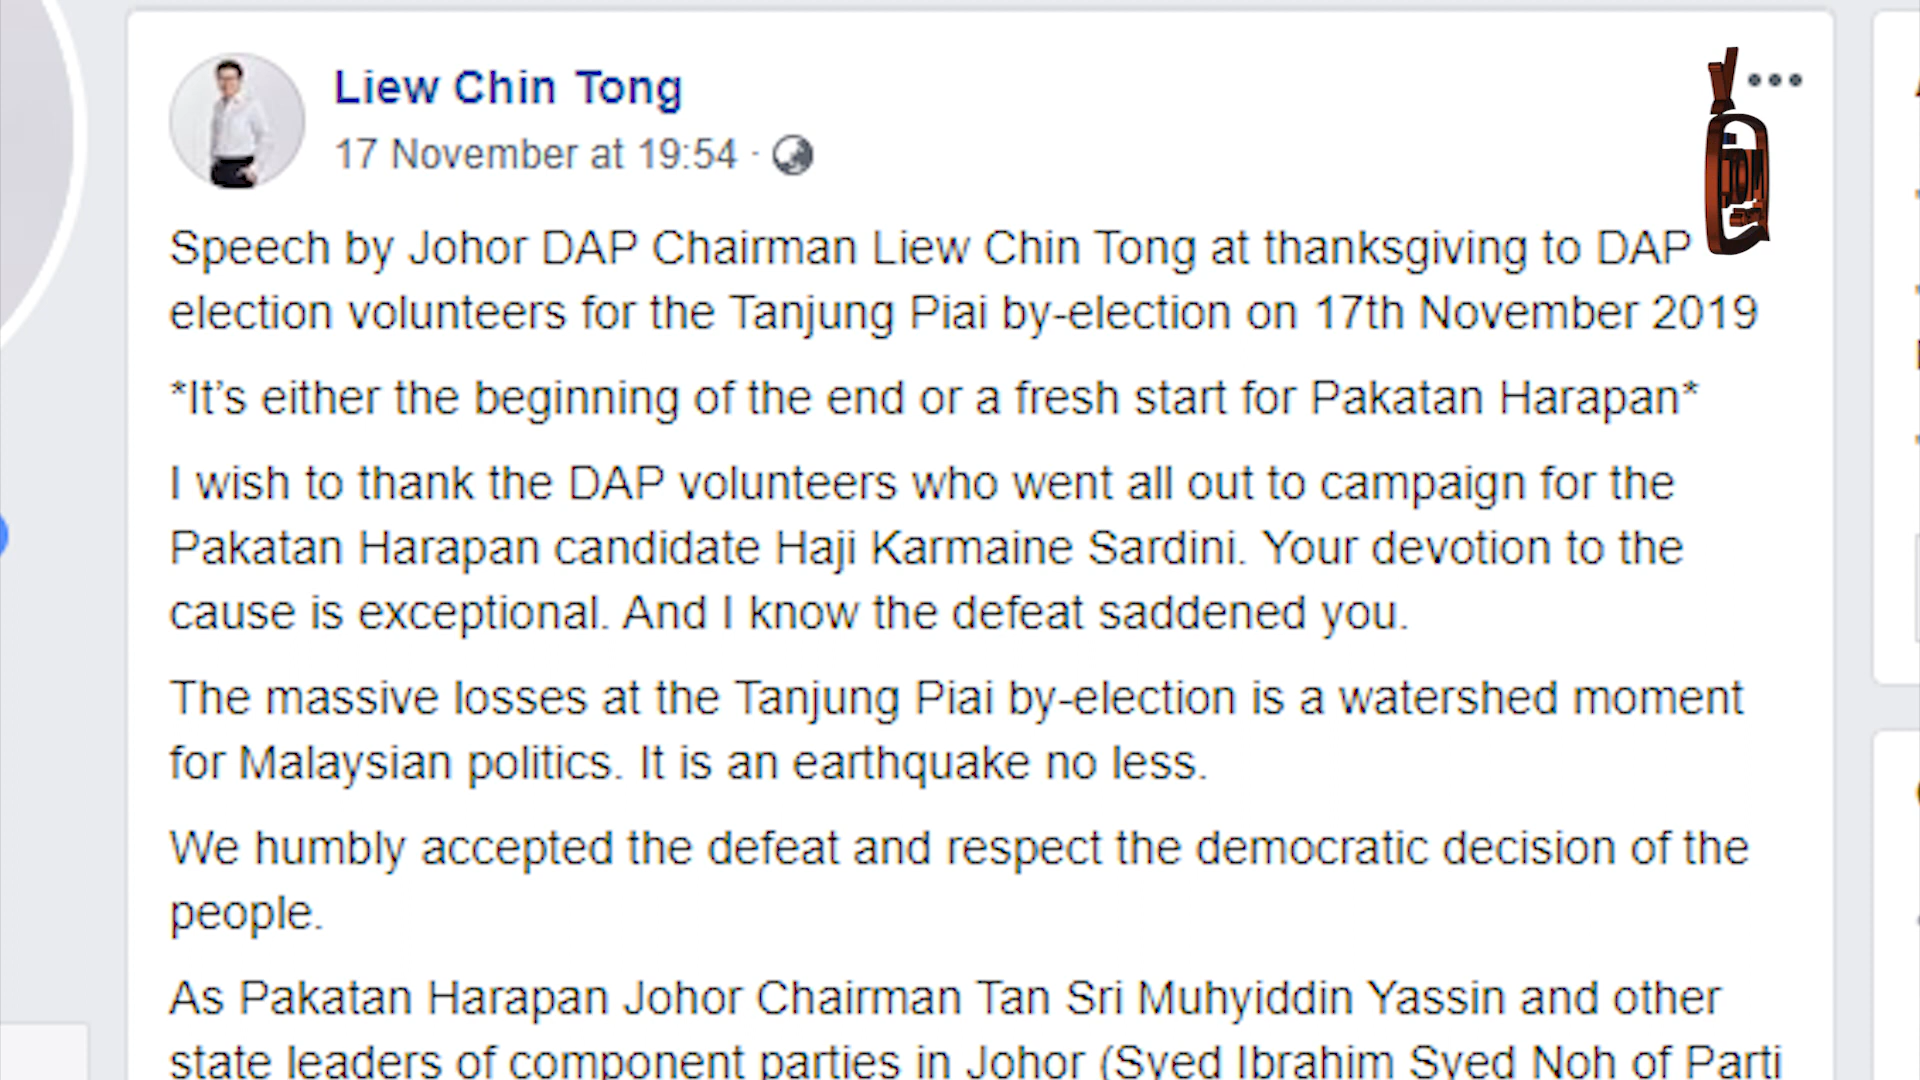 Liew Chin Tong
17 November at 19:54 ·
Speech by Johor DAP Chairman Liew Chin Tong at thanksgiving to DAP
election volunteers for the Tanjung Piai by-election on 17th November 2019
*It’s either the beginning of the end or a fresh start for Pakatan Harapan*
I wish to thank the DAP volunteers who went all out to campaign for the
Pakatan Harapan candidate Haji Karmaine Sardini. Your devotion to the
cause is exceptional. And I know the defeat saddened you.
The massive losses at the Tanjung Piai by-election is a watershed moment
for Malaysian politics. It is an earthquake no less.
We humbly accepted the defeat and respect the democratic decision of the
people.
As Pakatan Harapan Johor Chairman Tan Sri Muhyiddin Yassin and other
state leaders of component parties in Johor (Syed Ibrahim Syed Noh of Parti